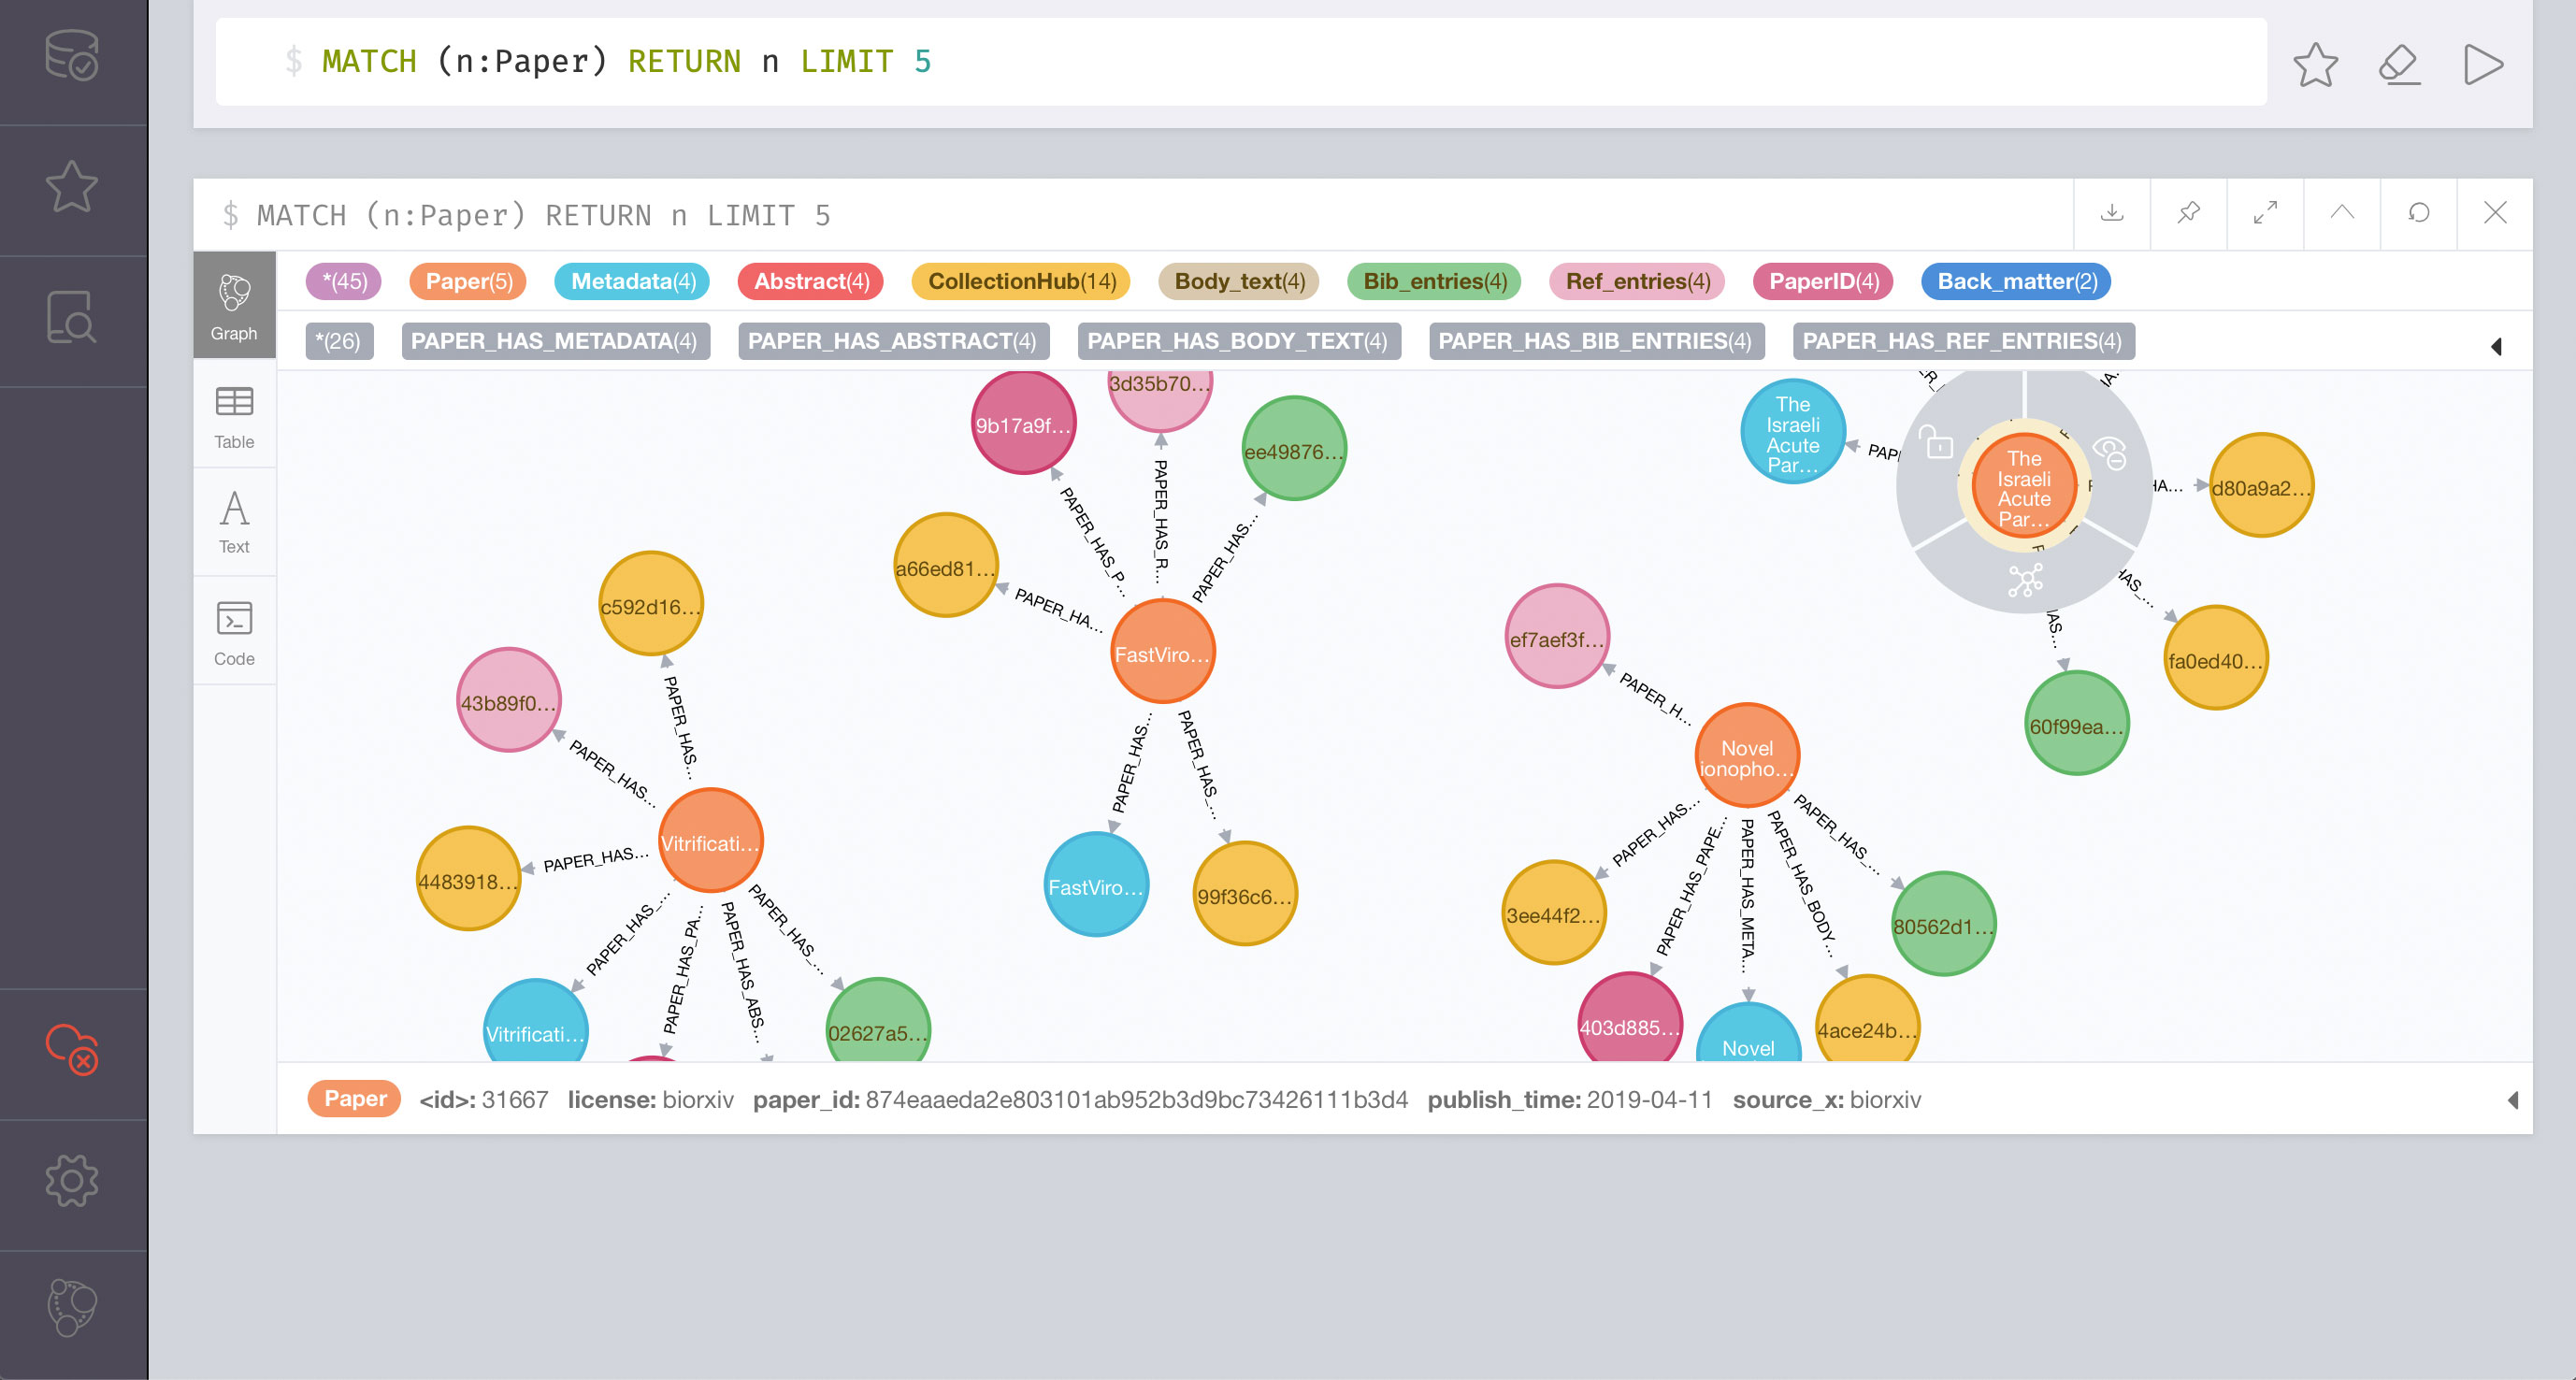 $ MATCH (n:Paper) RETURN n LIMIT 5
$ MATCH (n:Paper) RETURN n LIMIT 5
Graph
Table
Text
Code
*(45) Paper(5) Metadata(4) Abstract(4) CollectionHub(14) Body_text(4) Bib_entries(4) Ref_entries(4) PaperID(4) Back_matter(2)
*(26) PAPER_HAS_METADATA(4) PAPER_HAS_ABSTRACT(4) PAPER_HAS_BODY_TEXT(4) PAPER_HAS_BIB_ENTRIES(4) PAPER_HAS_REF_ENTRIES(4)
9b17a9f...
3d35b70...
ee49876...
a66ed81...
PAPER_HAS_P...
PAPER_HAS_R...
PAPER_HAS...
PAPER_HA...
FastViro...
PAPER_HAS...
PAPER_HAS_...
FastViro...
99f36c6...
c592d16...
43b89f0...
PAPER_HAS...
PAPER_HAS...
Vitrificati...
4483918...
PAPER_HAS...
PAPER_HAS_...
PAPER_HAS_PA...
PAPER_HAS_ABS...
PAPER_HAS_...
Vitrificati...
02627a5...
The
Israeli
Acute
Par...
The
Israeli
Acute
Par...
d80a9a2...
fa0ed40...
60f99ea...
ef7aef3f...
PAPER_H...
Novel
ionopho...
PAPER_HAS...
PAPER_HAS_PAPE...
PAPER_HAS_META...
PAPER_HAS_BODY...
PAPER_HAS_...
3ee44f2...
403d885...
Novel
4ace24b...
80562d1...
Paper <id>: 31667 license: biorxiv paper_id: 874eaaeda2e803101ab952b3d9bc73426111b3d4 publish_time: 2019-04-11 source_x: biorxiv